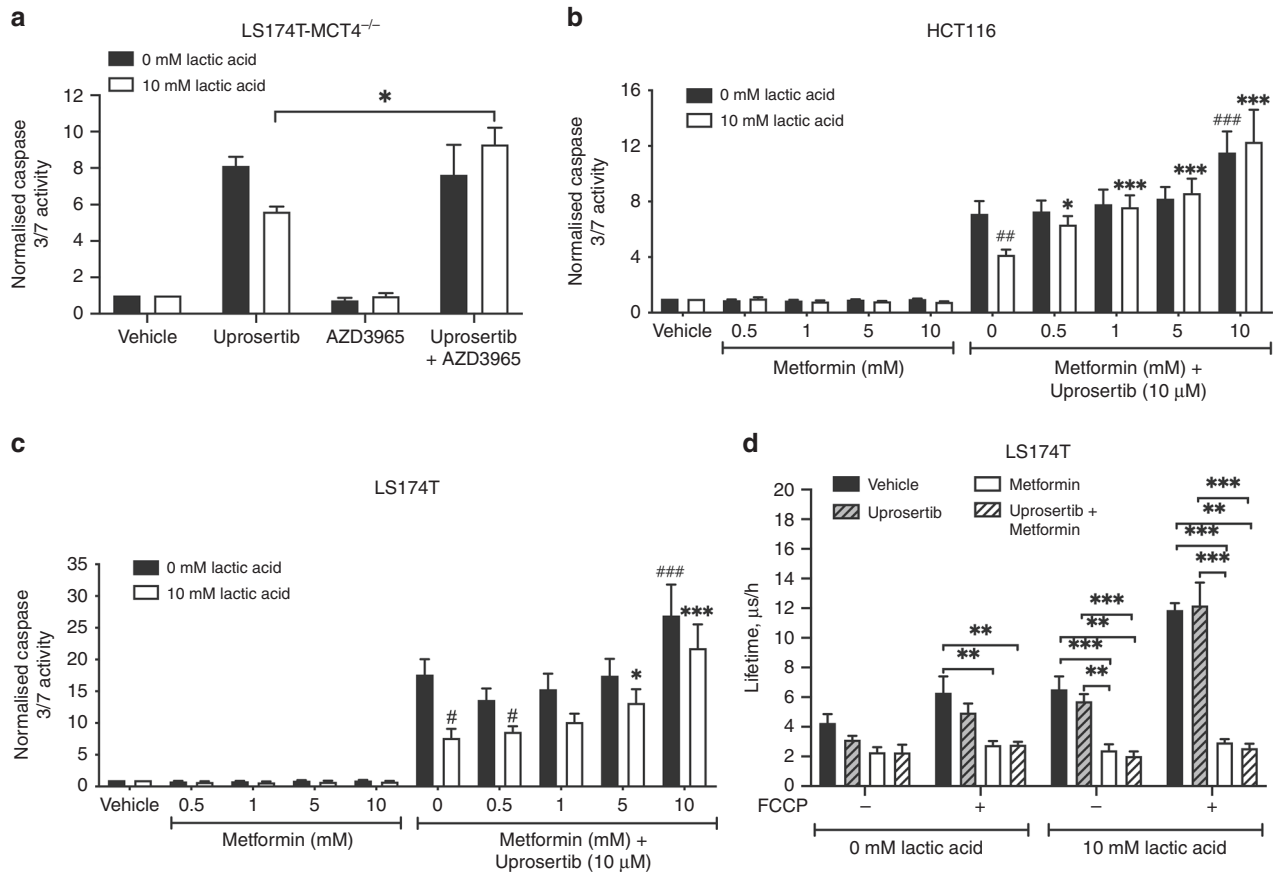 a
LS174T-MCT4–/–
0 mM lactic acid
10 mM lactic acid
Normalised caspase
3/7 activity
12
10
8
6
4
2
0
*
Vehicle
Uprosertib
AZD3965
Uprosertib
+ AZD3965
b
HCT116
0 mM lactic acid
10 mM lactic acid
Normalised caspase
3/7 activity
16
12
8
4
0
##
*
***
***
###
***
Vehicle
0.5 1 5 10
0 0.5 1 5 10
Metformin (mM)
Metformin (mM) +
Uprosertib (10 μM)
c
LS174T
0 mM lactic acid
10 mM lactic acid
Normalised caspase
3/7 activity
35
30
25
20
15
10
5
0
#
#
*
###
***
Vehicle
0.5 1 5 10
0 0.5 1 5 10
Metformin (mM)
Metformin (mM) +
Uprosertib (10 μM)
d
LS174T
Vehicle
Uprosertib
Metformin
Uprosertib +
Metformin
Lifetime, μs/h
20
18
16
14
12
10
8
6
4
2
0
**
**
***
**
***
**
***
**
***
***
FCCP – + – +
0 mM lactic acid
10 mM lactic acid